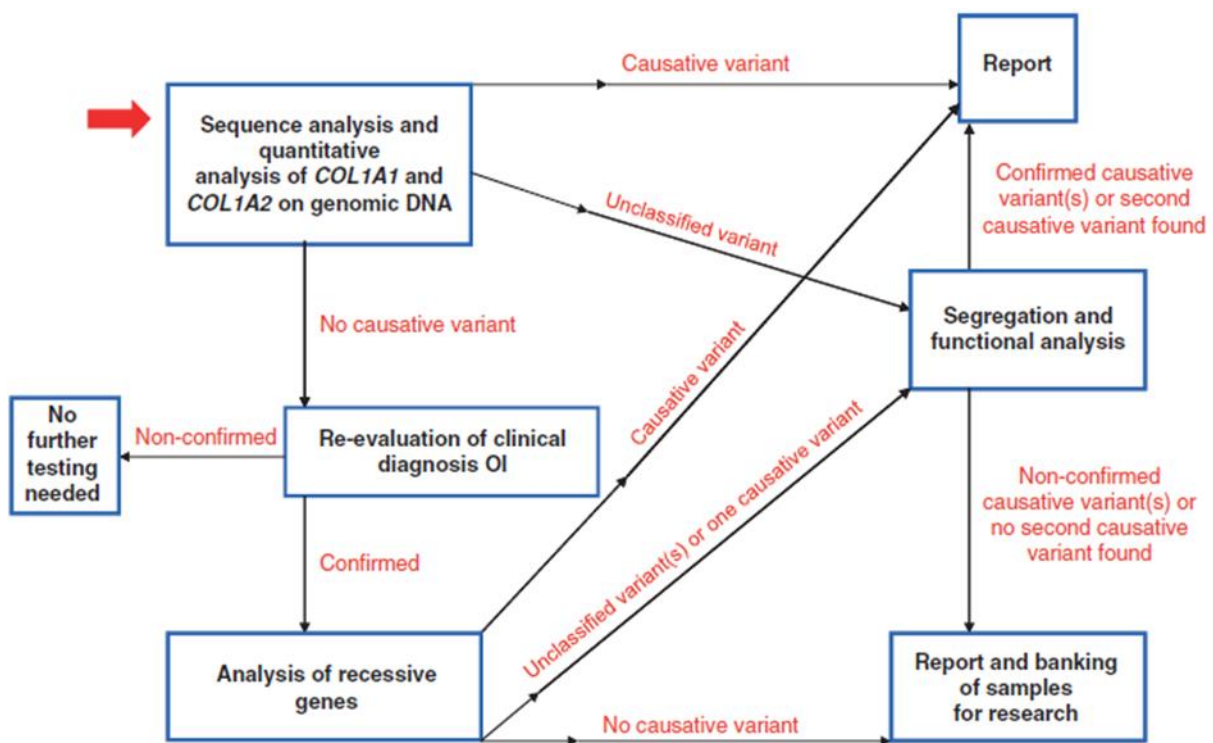 Causative variant
Report
Sequence analysis and
quantitative
analysis of COL1A1 and
COL1A2 on genomic DNA
Unclassified variant
Confirmed causative
variant(s) or second
causative variant found
Segregation and
functional analysis
No causative variant
Causative variant
No
further
testing
needed
Non-confirmed
Re-evaluation of clinical
diagnosis OI
Unclassified variant(s) or one causative variant
Non-confirmed
causative variant(s) or
no second causative
variant found
Confirmed
Analysis of recessive
genes
No causative variant
Report and banking
of samples
for research